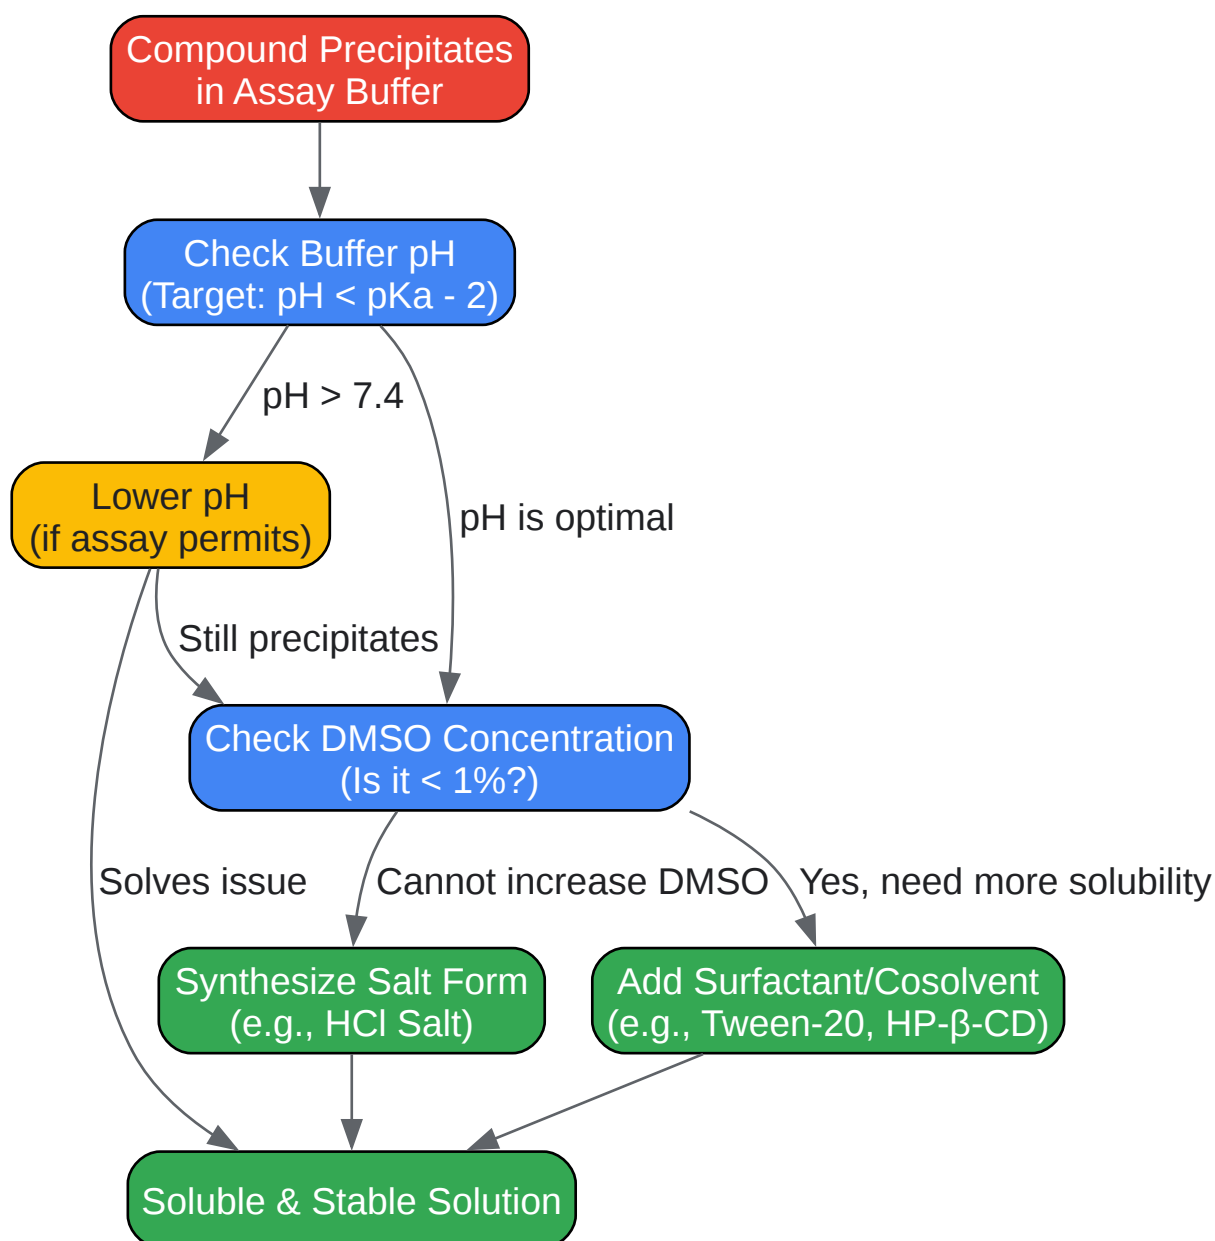 Compound Precipitates
in Assay Buffer
Check Buffer pH
(Target: pH < pKa - 2)
pH > 7.4
Lower pH
(if assay permits)
pH is optimal
Still precipitates
Check DMSO Concentration
(Is it < 1%?)
Solves issue
Cannot increase DMSO
Yes, need more solubility
Synthesize Salt Form
(e.g., HCl Salt)
Add Surfactant/Cosolvent
(e.g., Tween-20, HP-β-CD)
Soluble & Stable Solution